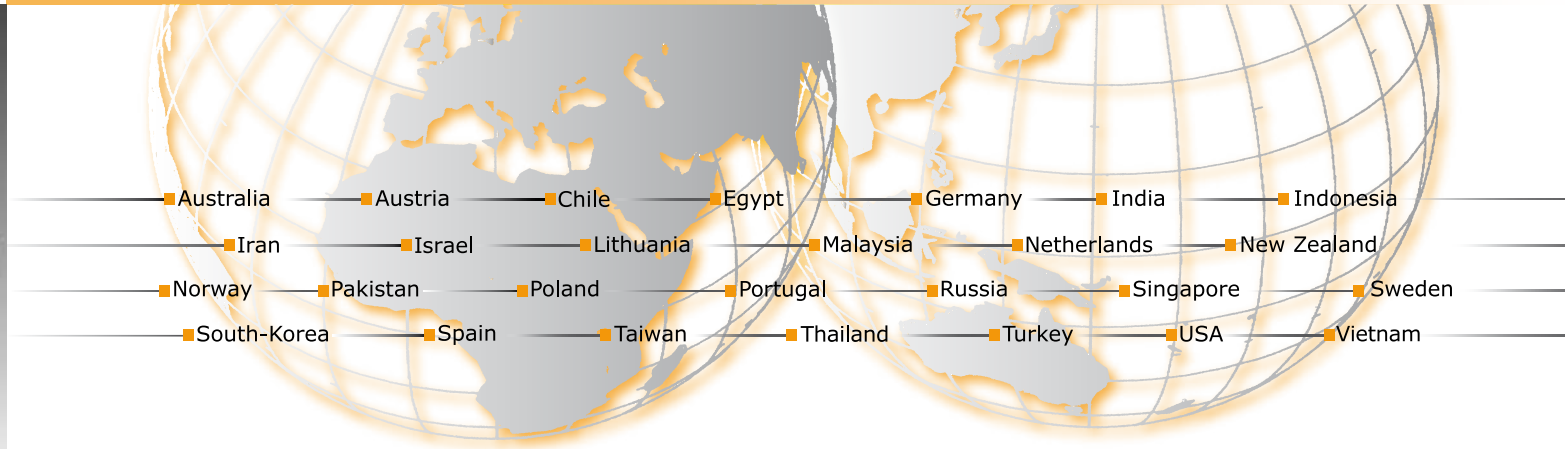 Australia Austria Chile Egypt Germany India Indonesia
Iran Israel Lithuania Malaysia Netherlands New Zealand
Norway Pakistan Poland Portugal Russia Singapore Sweden
South-Korea Spain Taiwan Thailand Turkey USA Vietnam